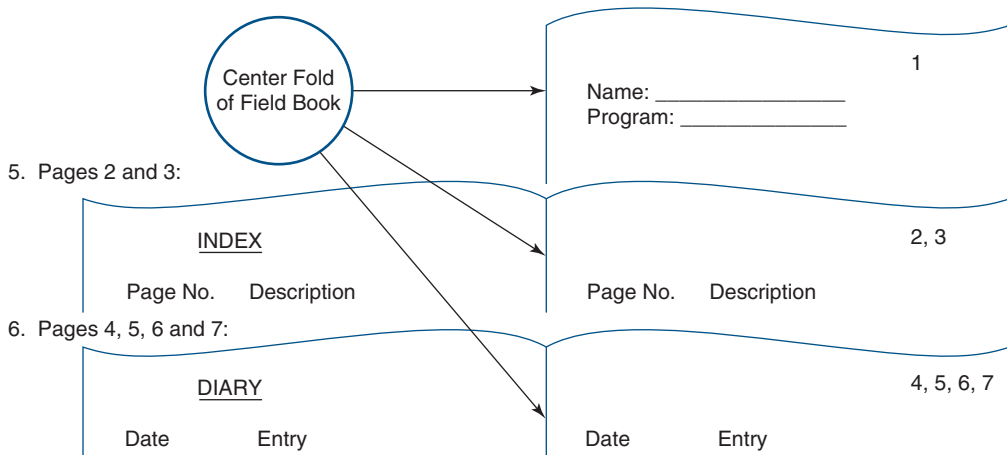 Center Fold
of Field Book
1
Name: _________________
Program: _______________
5. Pages 2 and 3:
INDEX
2, 3
Page No. Description Page No. Description
6. Pages 4, 5, 6 and 7:
DIARY
4, 5, 6, 7
Date Entry Date Entry